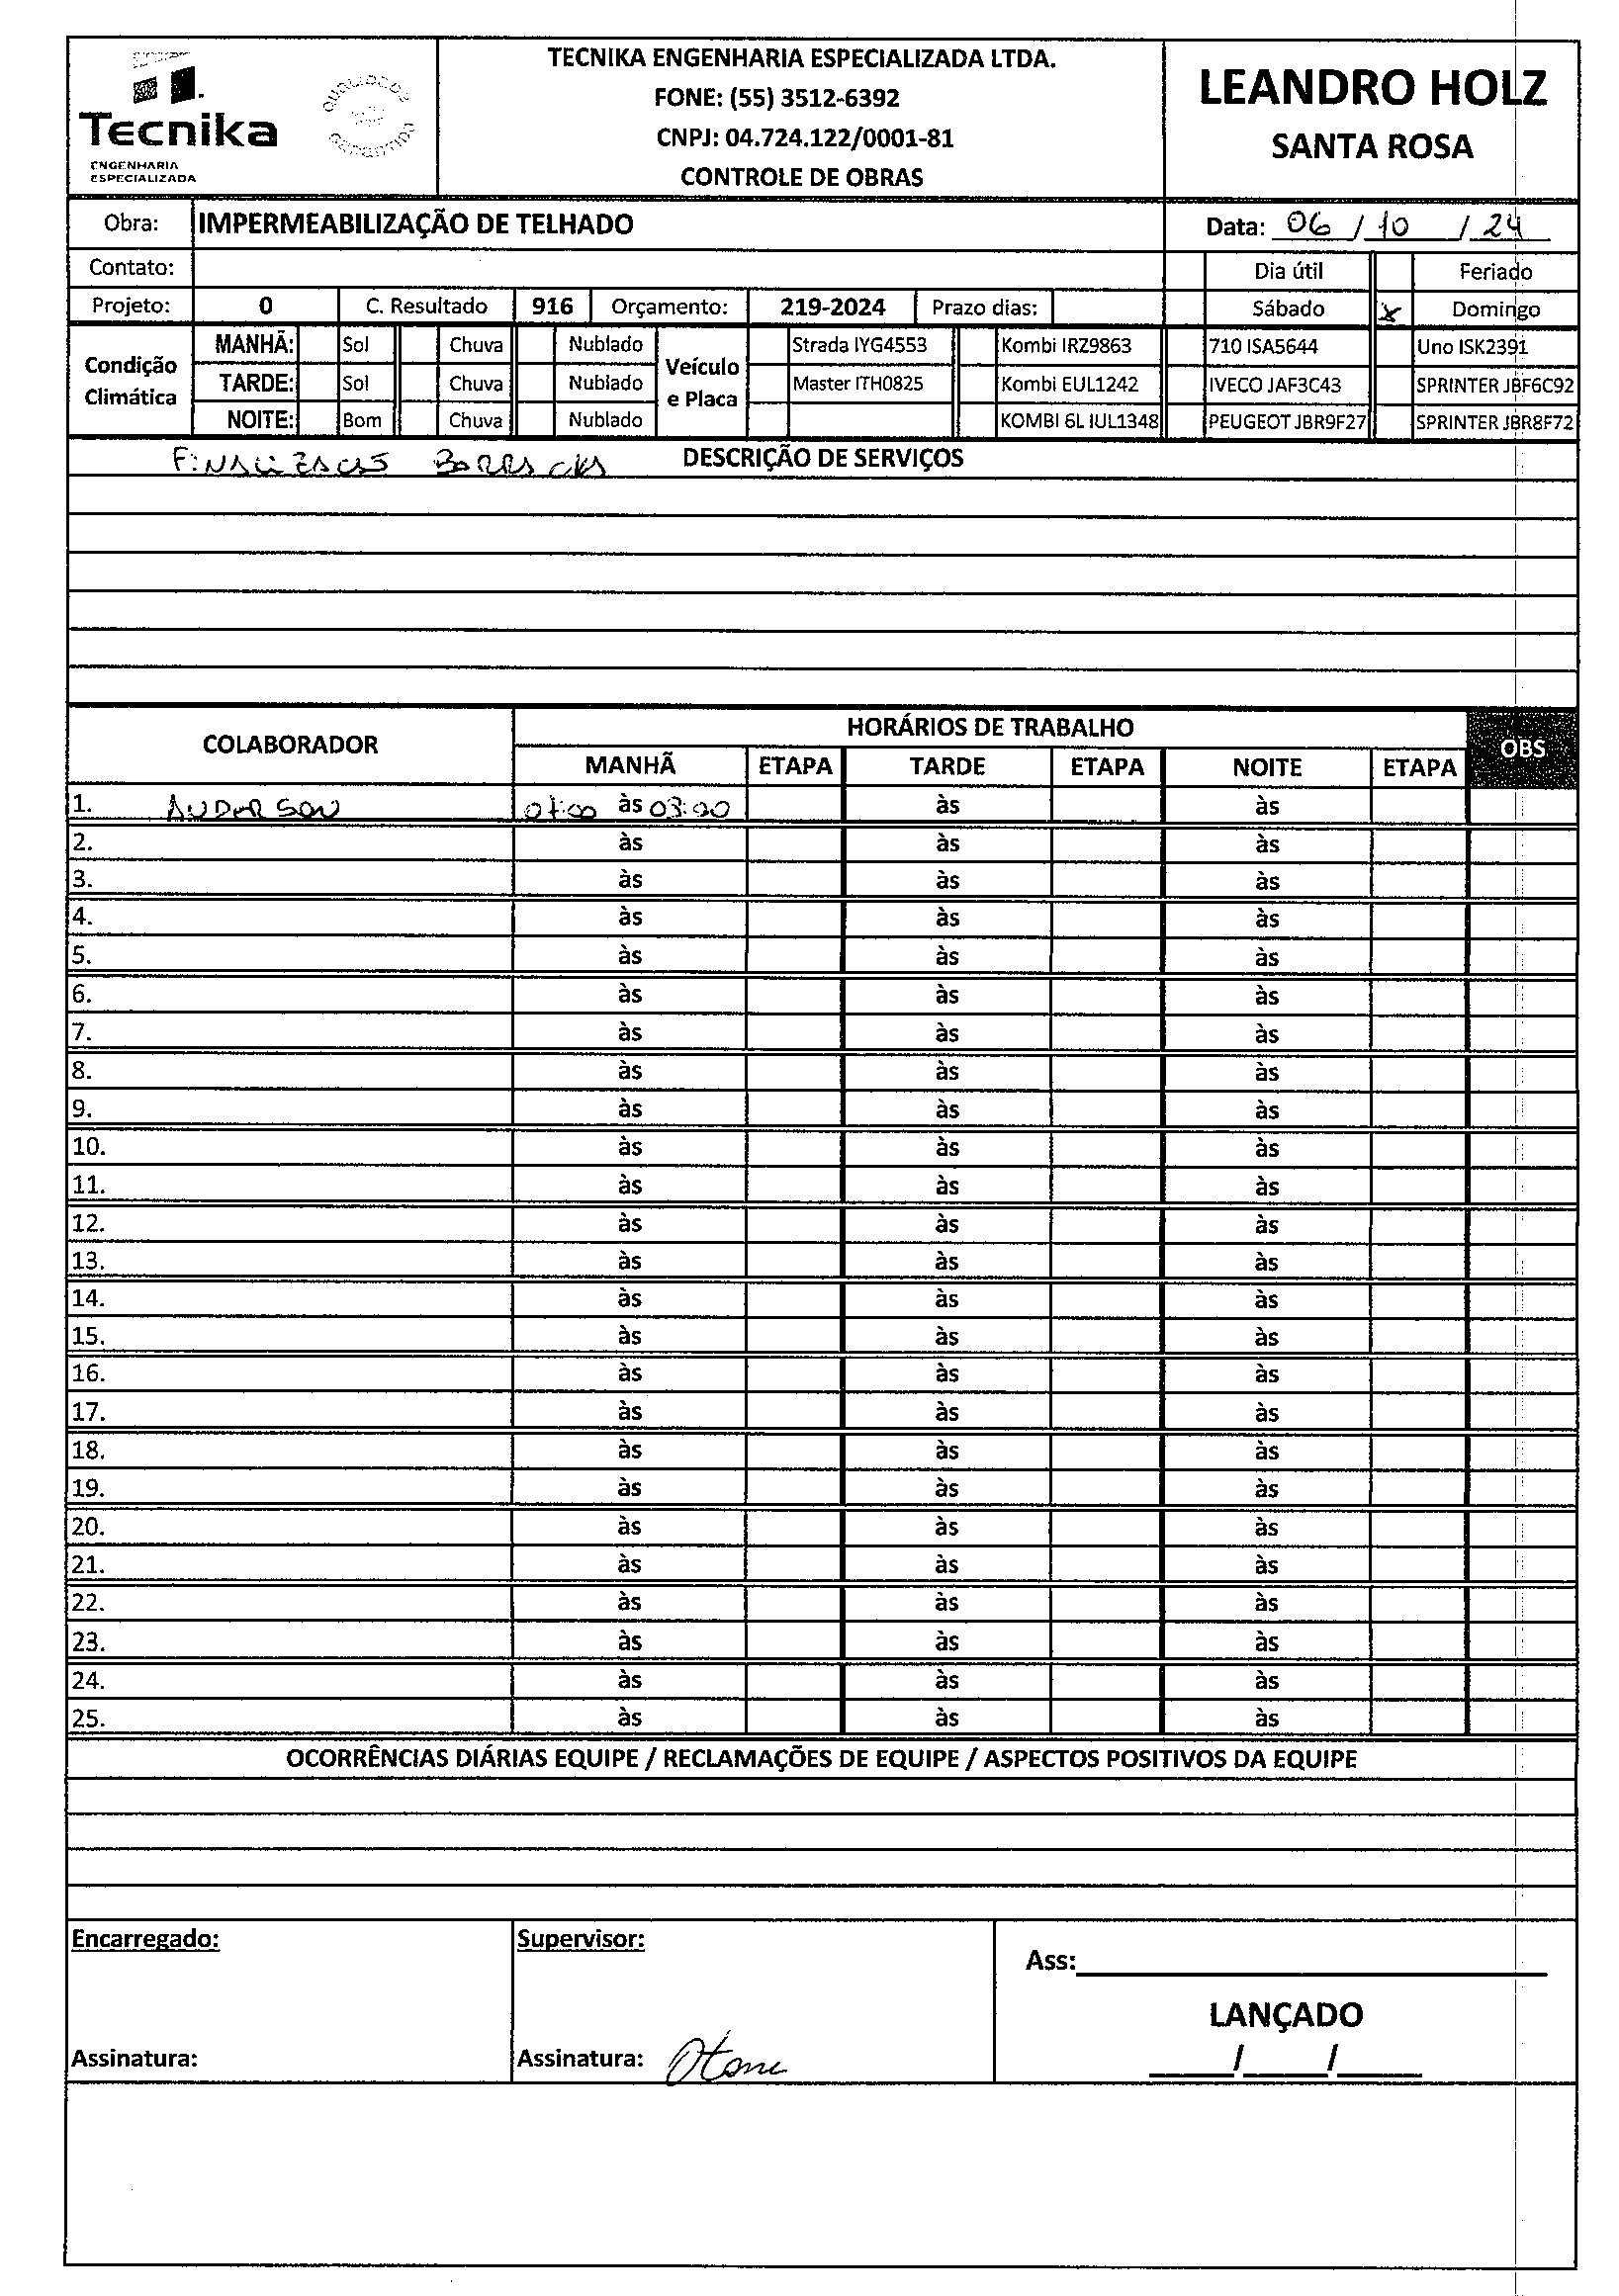 Tecnika
ENGENHARIA
ESPECIALIZADA
TECNIKA ENGENHARIA ESPECIALIZADA LTDA.
FONE: (55) 3512-6392
CNPJ: 04.724.122/0001-81
CONTROLE DE OBRAS
LEANDRO HOLZ
SANTA ROSA
Obra: IMPERMEABILIZAÇÃO DE TELHADO Data: 06 / 10 / 24
Contato: Dia útil Feriado
Projeto: 0 C. Resultado 916 Orçamento: 219-2024 Prazo dias: Sábado x Domingo
Condição Climática
MANHÃ: Sol Chuva Nublado
TARDE: Sol Chuva Nublado
NOITE: Bom Chuva Nublado
Veículo e Placa
Strada IYG4553 Kombi IRZ9863 710 ISA5644 Uno ISK2391
Master ITH0825 Kombi EUL1242 IVECO JAF3C43 SPRINTER JBF6C92
KOMBI 6L IUL1348 PEUGEOT JBR9F27 SPRINTER JBR8F72
DESCRIÇÃO DE SERVIÇOS
COLABORADOR HORÁRIOS DE TRABALHO OBS
MANHÃ ETAPA TARDE ETAPA NOITE ETAPA
1. ANDERSON 07:00 às 03:00 às às
2. às às às
3. às às às
4. às às às
5. às às às
6. às às às
7. às às às
8. às às às
9. às às às
10. às às às
11. às às às
12. às às às
13. às às às
14. às às às
15. às às às
16. às às às
17. às às às
18. às às às
19. às às às
20. às às às
21. às às às
22. às às às
23. às às às
24. às às às
25. às às às
OCORRÊNCIAS DIÁRIAS EQUIPE / RECLAMAÇÕES DE EQUIPE / ASPECTOS POSITIVOS DA EQUIPE
Encarregado: Supervisor:
Ass:
LANÇADO
Assinatura: Assinatura: / /